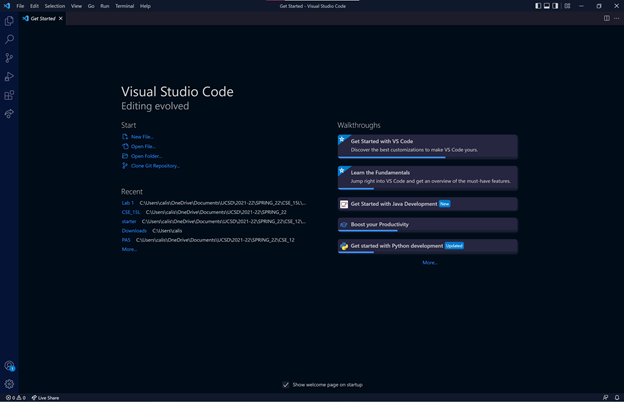 File Edit Selection View Go Run Terminal Help
Get Started - Visual Studio Code
Get Started
Visual Studio Code
Editing evolved
Start
New File...
Open File...
Open Folder...
Clone Git Repository...
Recent
Lab 1 C:\Users\calio\OneDrive\Documents\UCSD\2021-22\SPRING_22\CSE_15L\...
CSE_15L C:\Users\calio\OneDrive\Documents\UCSD\2021-22\SPRING_22
starter C:\Users\calio\OneDrive\Documents\UCSD\2021-22\SPRING_22\CSE_12\...
Downloads C:\Users\calio
PA5 C:\Users\calio\OneDrive\Documents\UCSD\2021-22\SPRING_22\CSE_12
More...
Walkthroughs
Get Started with VS Code
Discover the best customizations to make VS Code yours.
Learn the Fundamentals
Jump right into VS Code and get an overview of the must-have features.
Get Started with Java Development New
Boost your Productivity
Get started with Python development Updated
More...
Show welcome page on startup
1
0 0 Live Share